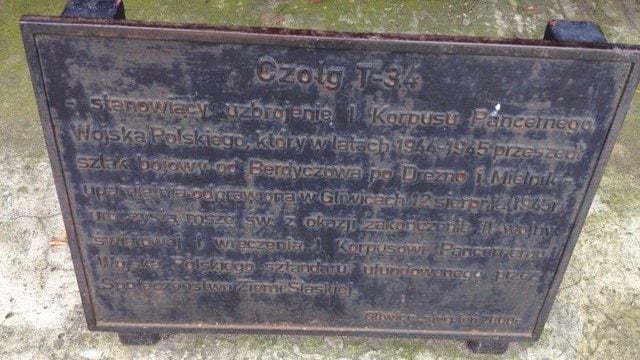 Czołg T-34
- stanowiący uzbrojenie I Korpusu Pancernego
Wojska Polskiego, który w latach 1944-1945 przeszedł
szlak bojowy od Berdyczowa po Drezno i Mielnik -
upamiętnia odprawioną w Gliwicach 12 sierpnia 1945r
uroczystą mszę św. z okazji zakończenia II wojny
światowej i wręczenia I Korpusowi Pancernemu
Wojska Polskiego sztandaru ufundowanego przez
Społeczeństwo Ziemi Śląskiej.
Gliwice, sierpień 2000r.